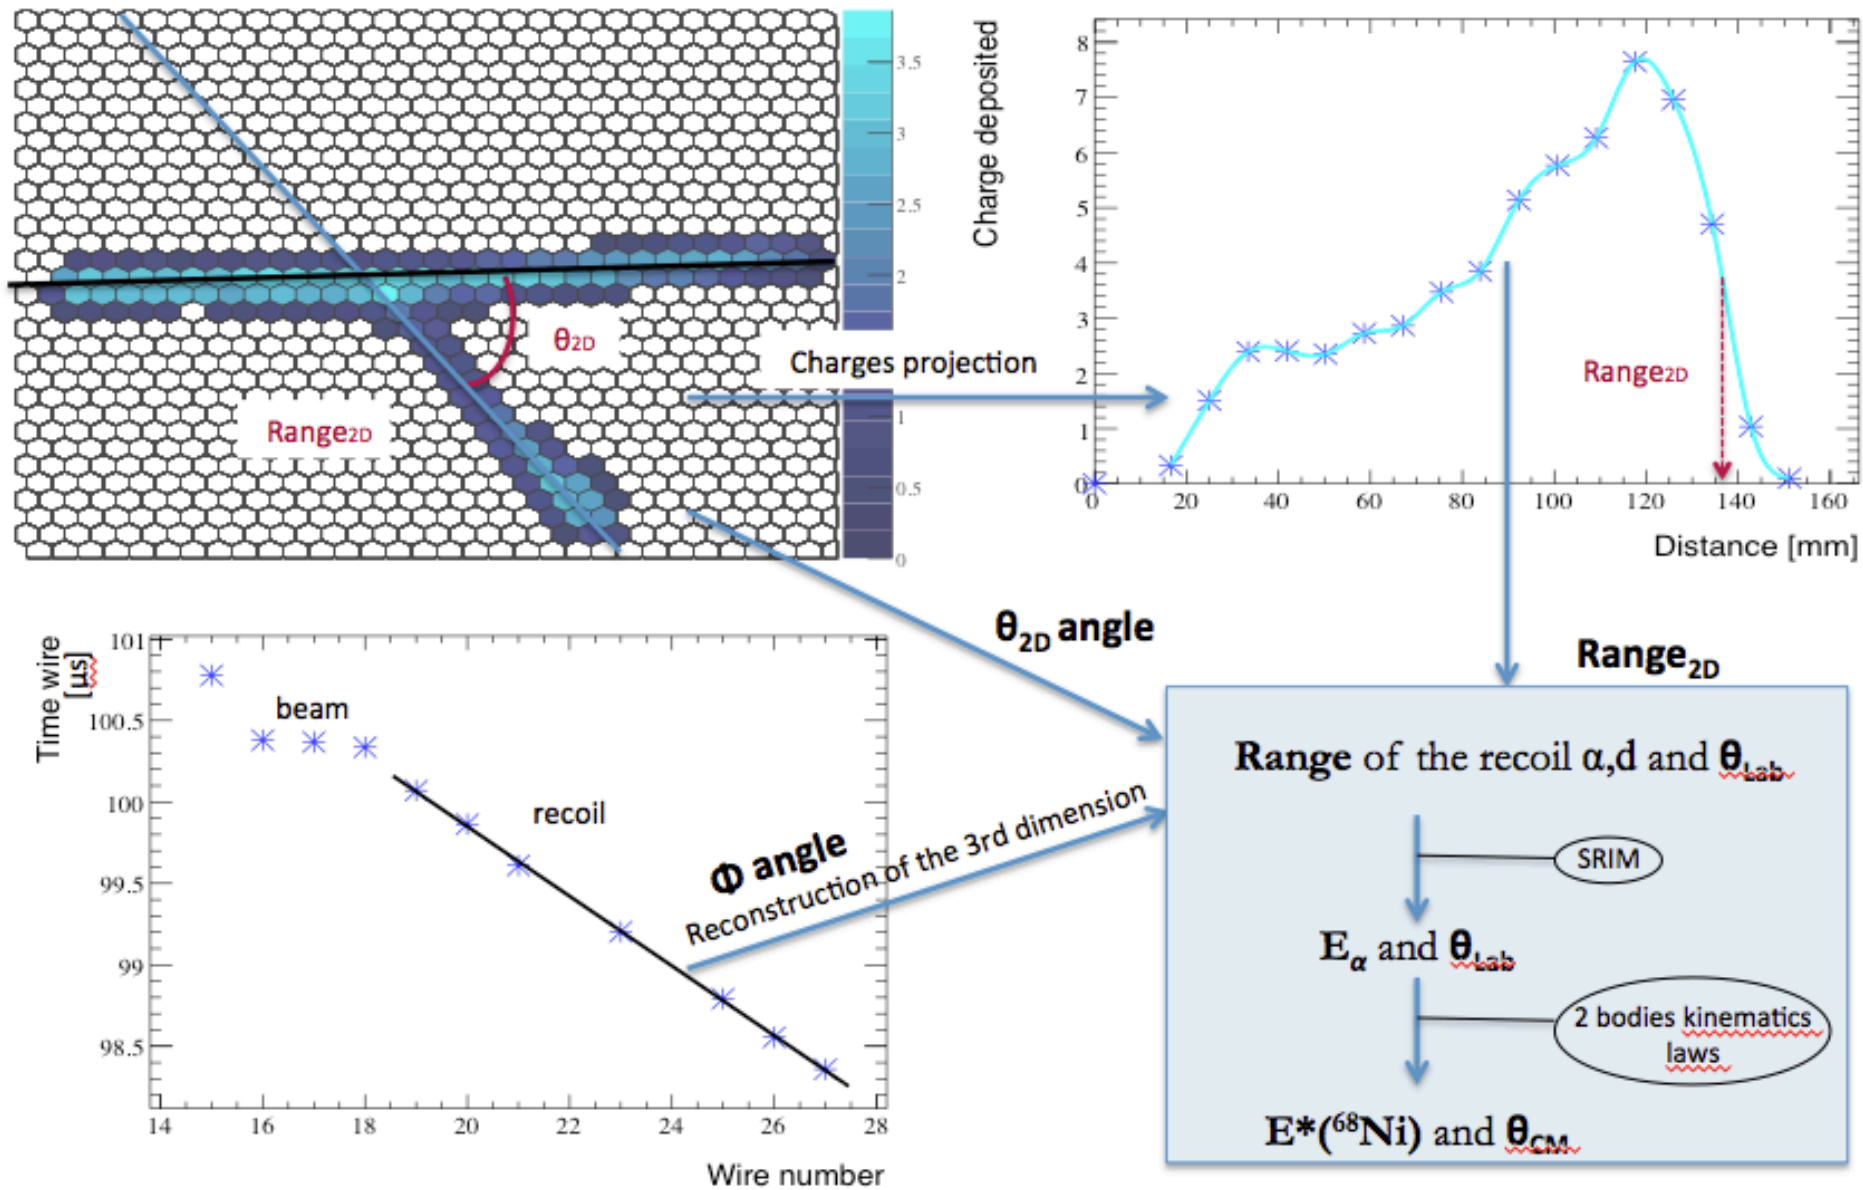 3.5
3
2.5
2
1
0.5
0
θ2D
Range2D
Charges projection
Charge deposited
8
7
6
5
4
3
2
1
0
0 20 40 60 80 100 120 140 160
Range2D
Distance [mm]
θ2D angle
Range2D
Time wire
[µs]
101
100.5
100
99.5
99
98.5
beam
recoil
14 16 18 20 22 24 26 28
Wire number
Φ angle
Reconstruction of the 3rd dimension
Range of the recoil α,d and θLab
SRIM
Eα and θLab
2 bodies kinematics
laws
E*(68Ni) and θCM